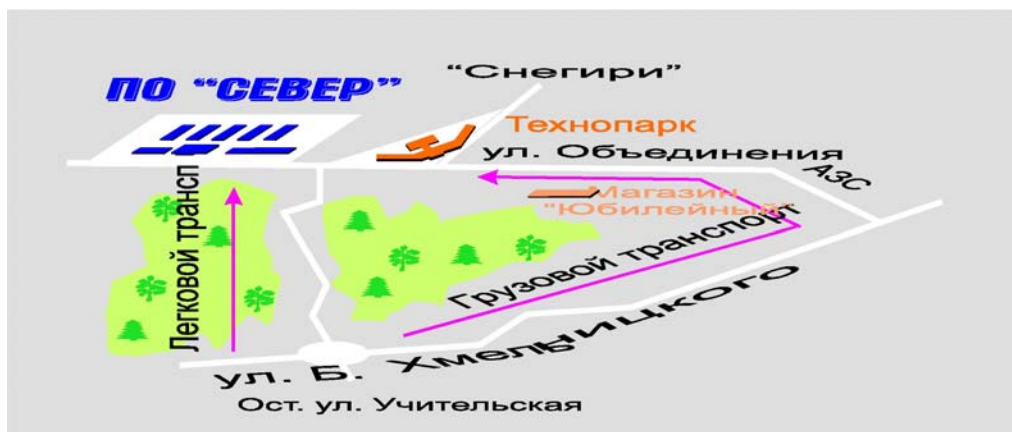 “Снегири”
ПО “СЕВЕР”
Технопарк
ул. Объединения
АЗС
Магазин
“Юбилейный”
Легковой трансп
Грузовой транспорт
ул. Б. Хмельницкого
Ост. ул. Учительская